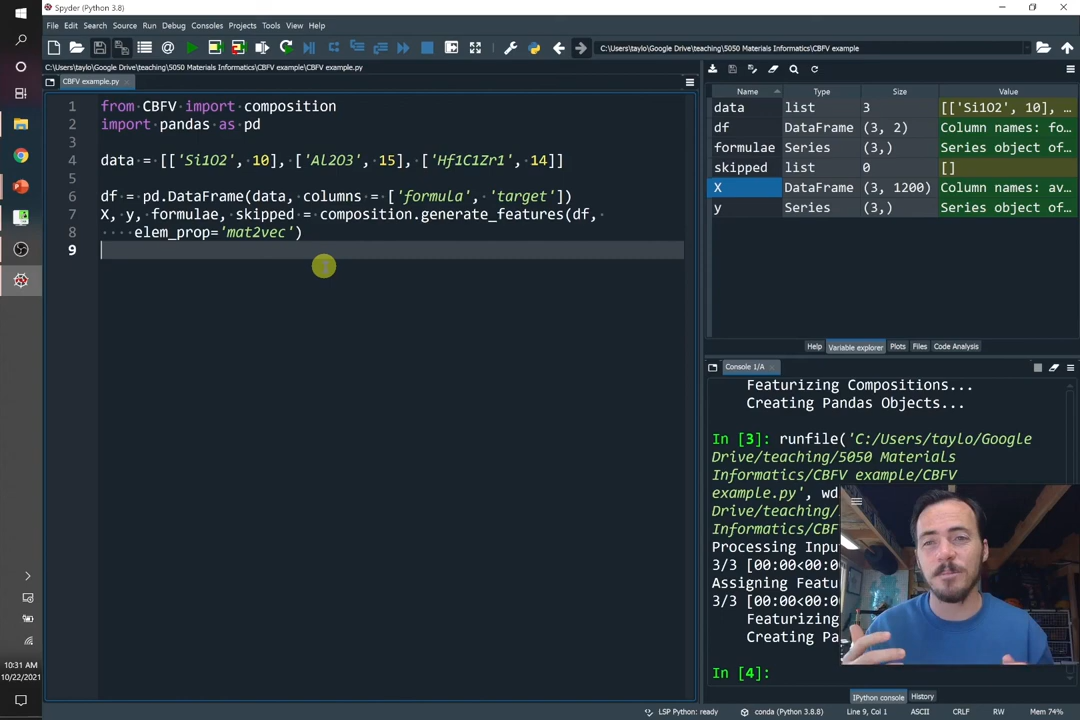 Spyder (Python 3.8)
File Edit Search Source Run Debug Consoles Projects Tools View Help
C:\Users\taylo\Google Drive\teaching\5050 Materials Informatics\CBFV example
C:\Users\taylo\Google Drive\teaching\5050 Materials Informatics\CBFV example\CBFV example.py
CBFV example.py
1 from CBFV import composition
2 import pandas as pd
3
4 data = [['Si1O2', 10], ['Al2O3', 15], ['Hf1C1Zr1', 14]]
5
6 df = pd.DataFrame(data, columns = ['formula', 'target'])
7 X, y, formulae, skipped = composition.generate_features(df,
8 ····elem_prop='mat2vec')
9
Name Type Size Value
data list 3 [['Si1O2', 10], …
df DataFrame (3, 2) Column names: fo…
formulae Series (3,) Series object of…
skipped list 0 []
X DataFrame (3, 1200) Column names: av…
y Series (3,) Series object of…
Help Variable explorer Plots Files Code Analysis
Console 1/A
Featurizing Compositions...
Creating Pandas Objects...
In [3]: runfile('C:/Users/taylo/Google
Drive/teaching/5050 Materials
Informatics/CBFV example/CBFV
example.py', wd
Drive/teaching/
Informatics/CBF
Processing Inpu
3/3 [00:00<00:0
Assigning Featu
3/3 [00:00<00:0
Featurizing
Creating Pa
In [4]:
IPython console History
LSP Python: ready conda (Python 3.8.8) Line 9, Col 1 ASCII CRLF RW Mem 74%
10:31 AM
10/22/2021